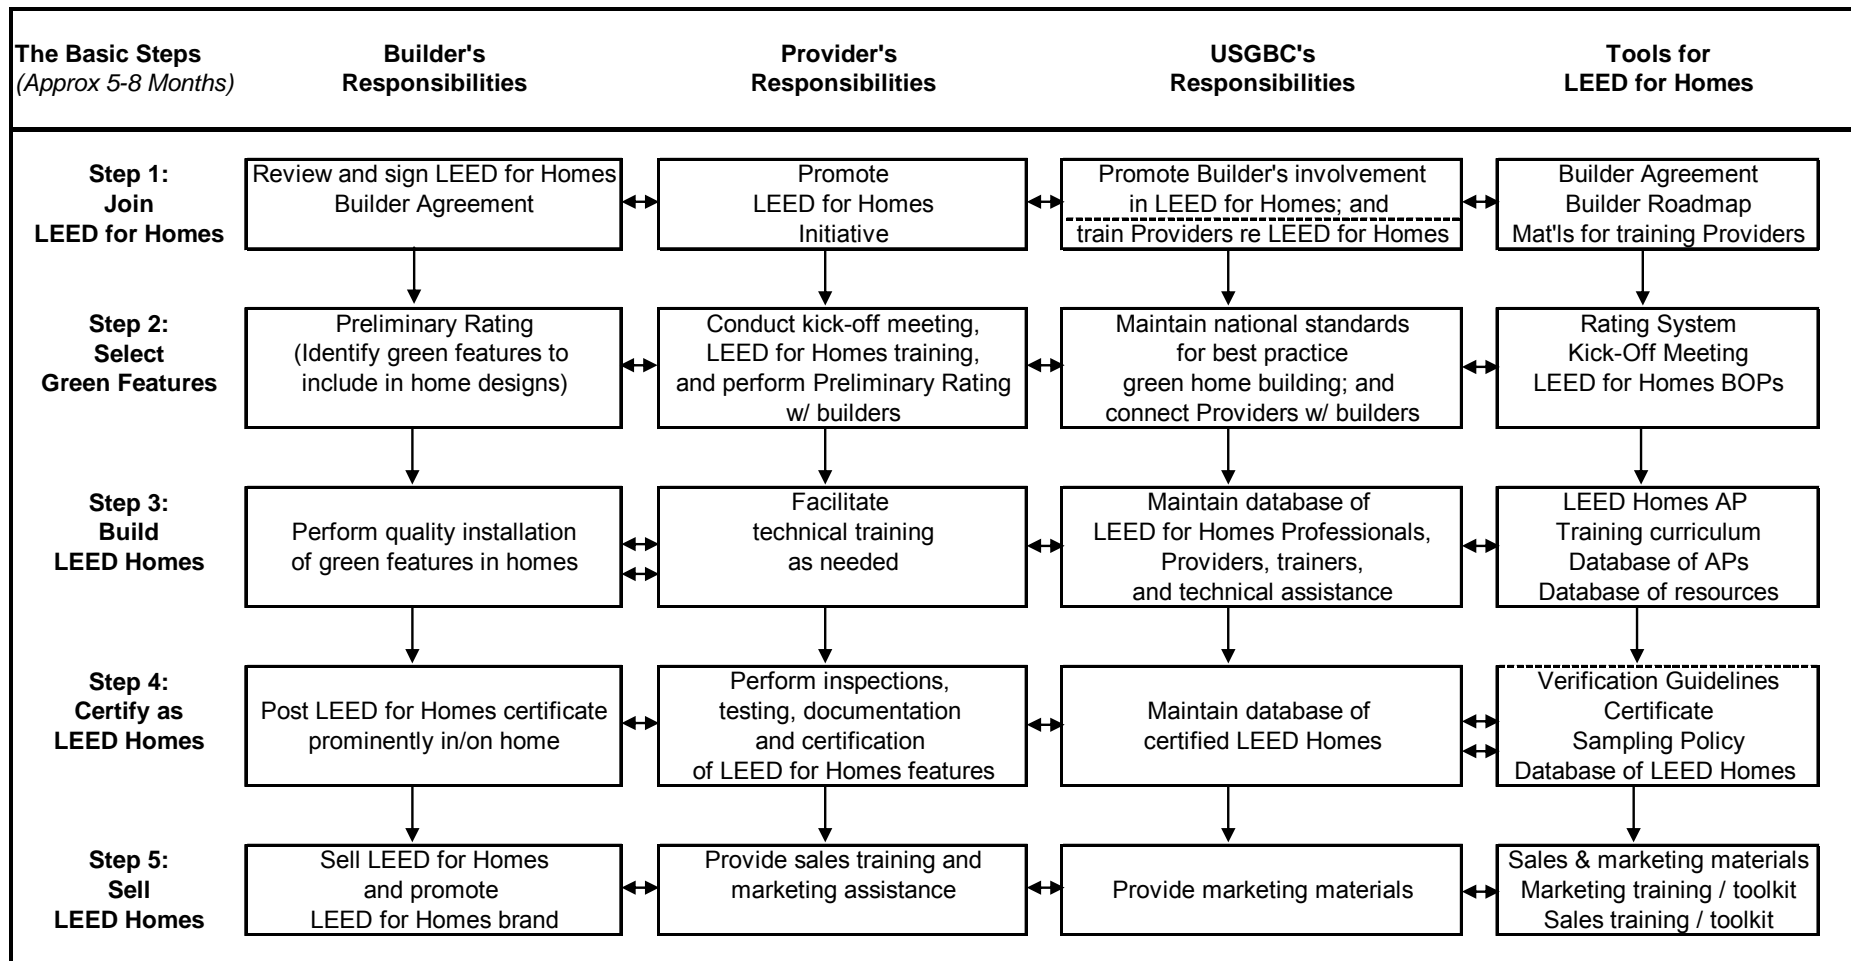 The Basic Steps
(Approx 5-8 Months)
Builder's
Responsibilities
Provider's
Responsibilities
USGBC's
Responsibilities
Tools for
LEED for Homes
Step 1:
Join
LEED for Homes
Review and sign LEED for Homes
Builder Agreement
Promote
LEED for Homes
Initiative
Promote Builder's involvement
in LEED for Homes; and
train Providers re LEED for Homes
Builder Agreement
Builder Roadmap
Mat'ls for training Providers
Step 2:
Select
Green Features
Preliminary Rating
(Identify green features to
include in home designs)
Conduct kick-off meeting,
LEED for Homes training,
and perform Preliminary Rating
w/ builders
Maintain national standards
for best practice
green home building; and
connect Providers w/ builders
Rating System
Kick-Off Meeting
LEED for Homes BOPs
Step 3:
Build
LEED Homes
Perform quality installation
of green features in homes
Facilitate
technical training
as needed
Maintain database of
LEED for Homes Professionals,
Providers, trainers,
and technical assistance
LEED Homes AP
Training curriculum
Database of APs
Database of resources
Step 4:
Certify as
LEED Homes
Post LEED for Homes certificate
prominently in/on home
Perform inspections,
testing, documentation
and certification
of LEED for Homes features
Maintain database of
certified LEED Homes
Verification Guidelines
Certificate
Sampling Policy
Database of LEED Homes
Step 5:
Sell
LEED Homes
Sell LEED for Homes
and promote
LEED for Homes brand
Provide sales training and
marketing assistance
Provide marketing materials
Sales & marketing materials
Marketing training / toolkit
Sales training / toolkit